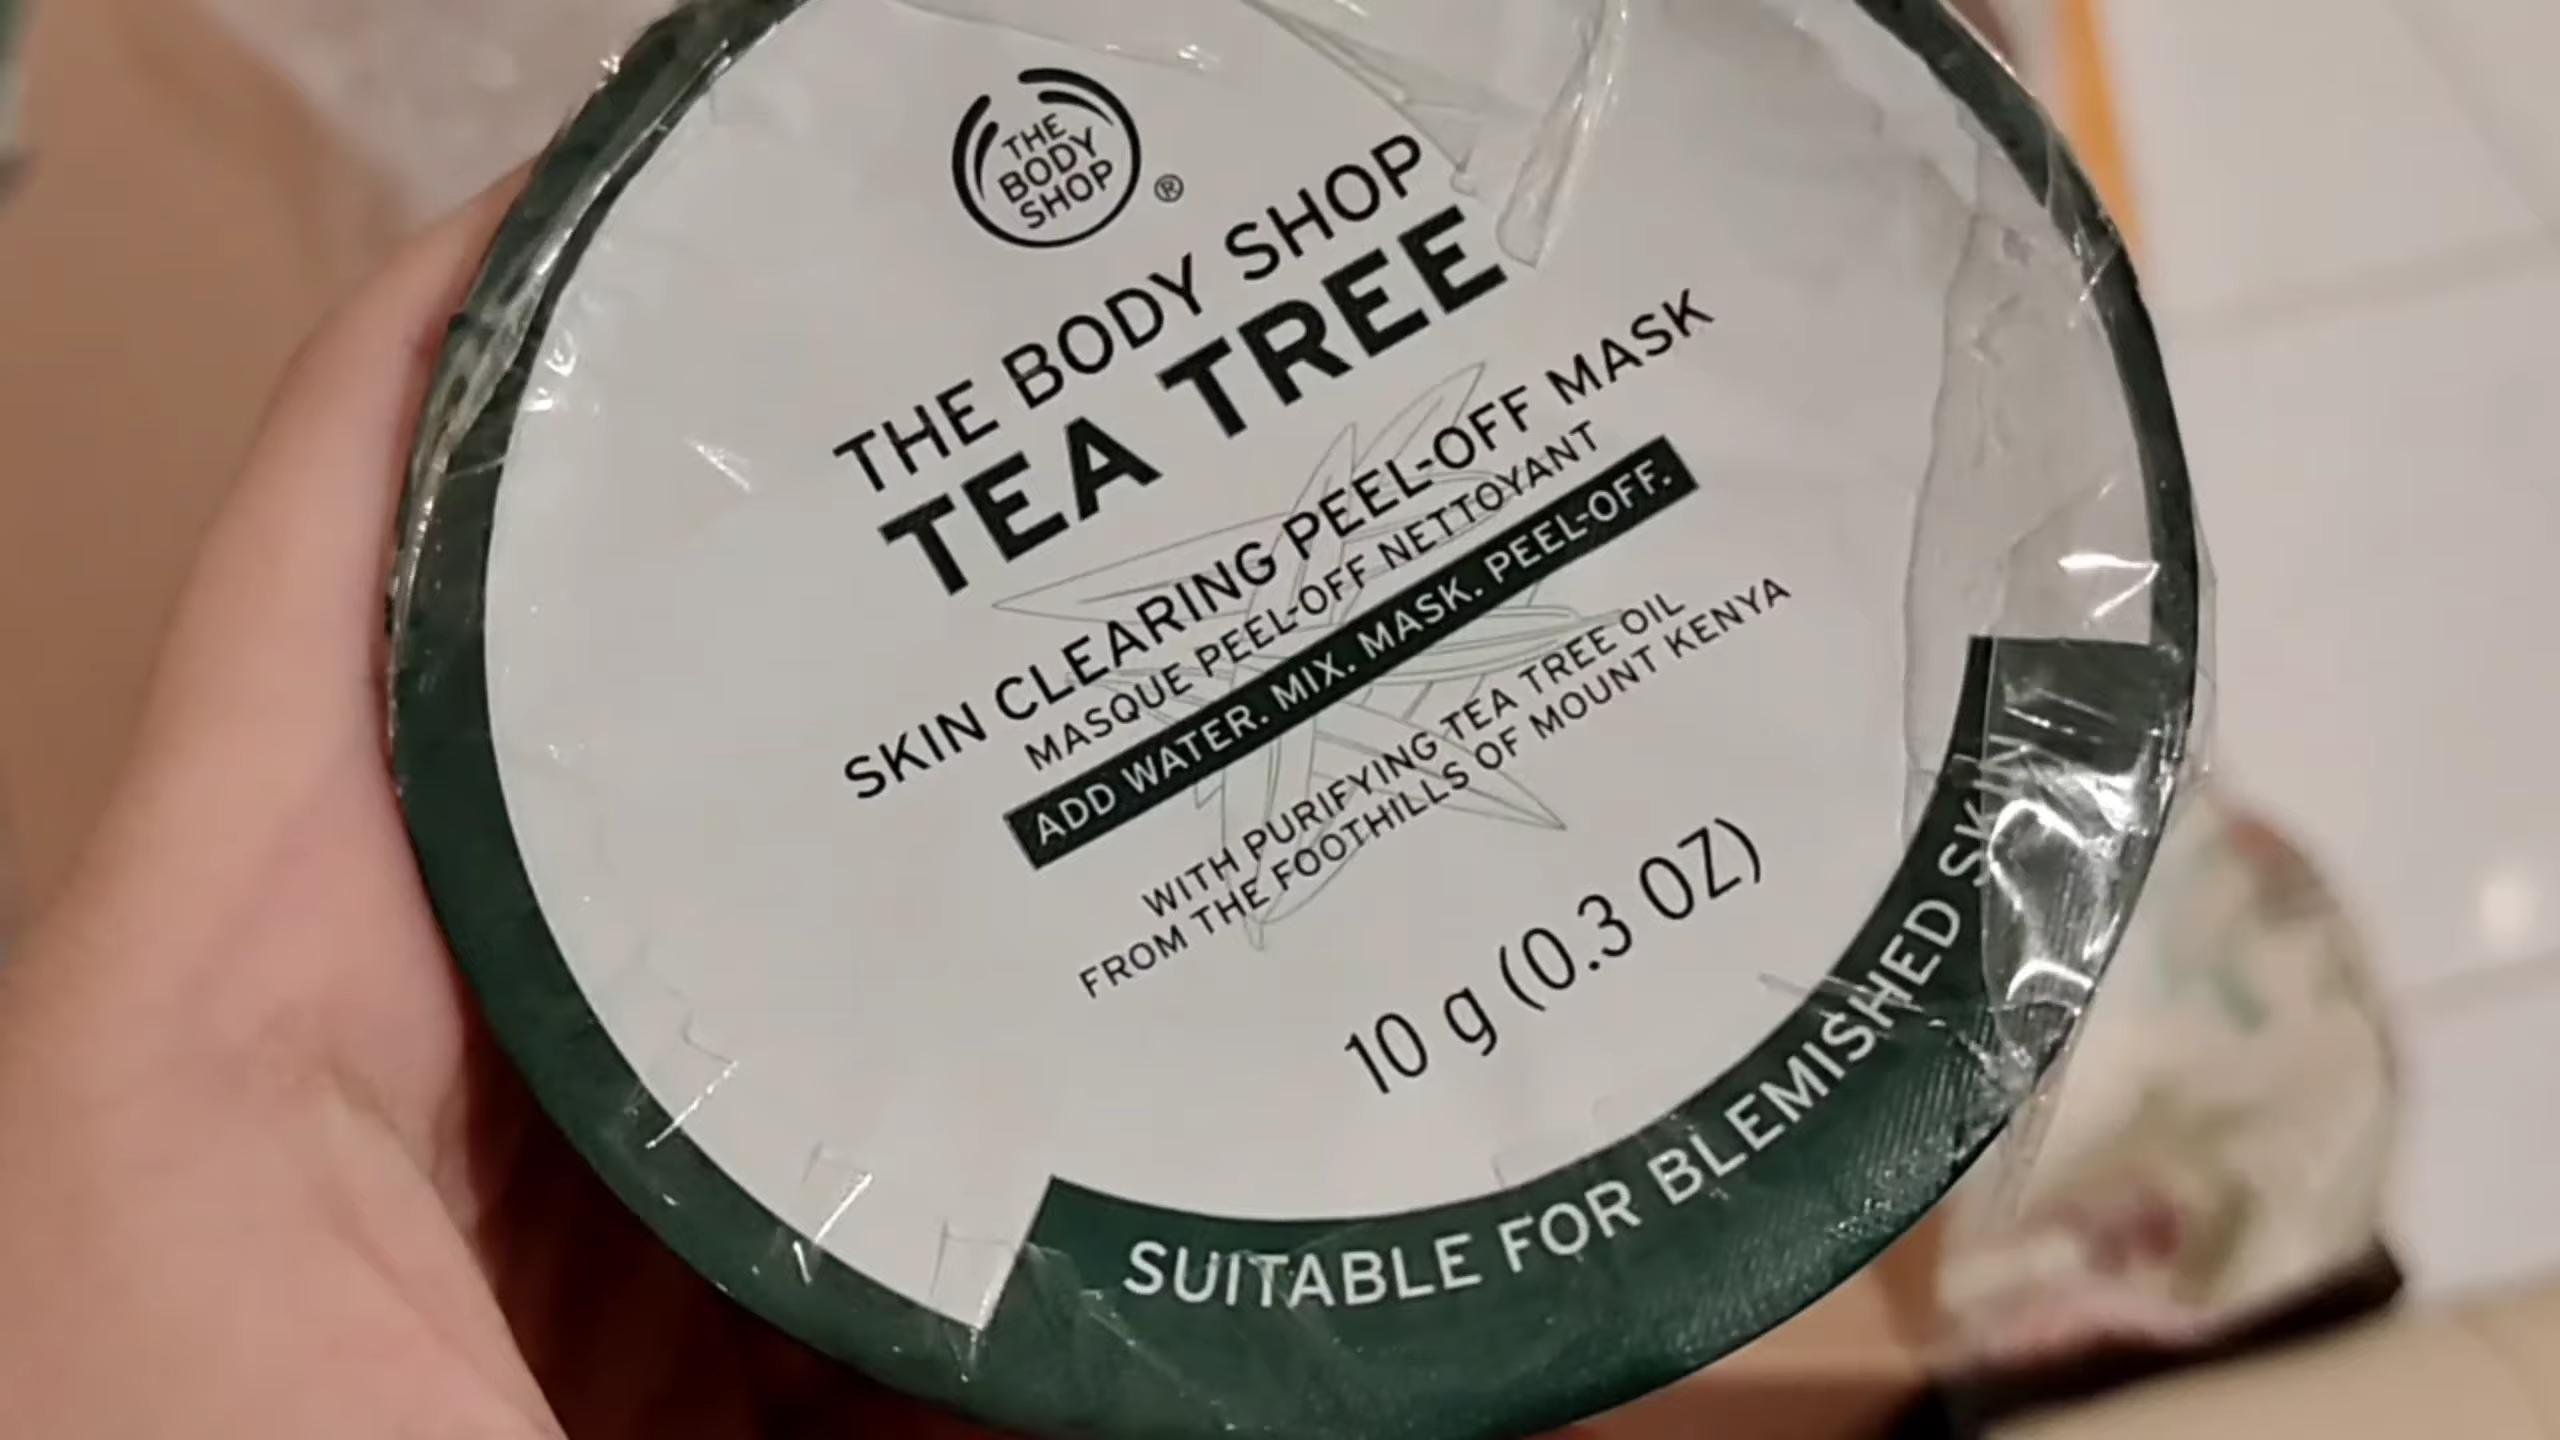 THE
BODY
SHOP
®
THE BODY SHOP
TEA TREE
SKIN CLEARING PEEL-OFF MASK
MASQUE PEEL-OFF NETTOYANT
ADD WATER. MIX. MASK. PEEL-OFF.
WITH PURIFYING TEA TREE OIL
FROM THE FOOTHILLS OF MOUNT KENYA
10 g (0.3 OZ)
SUITABLE FOR BLEMISHED SKIN